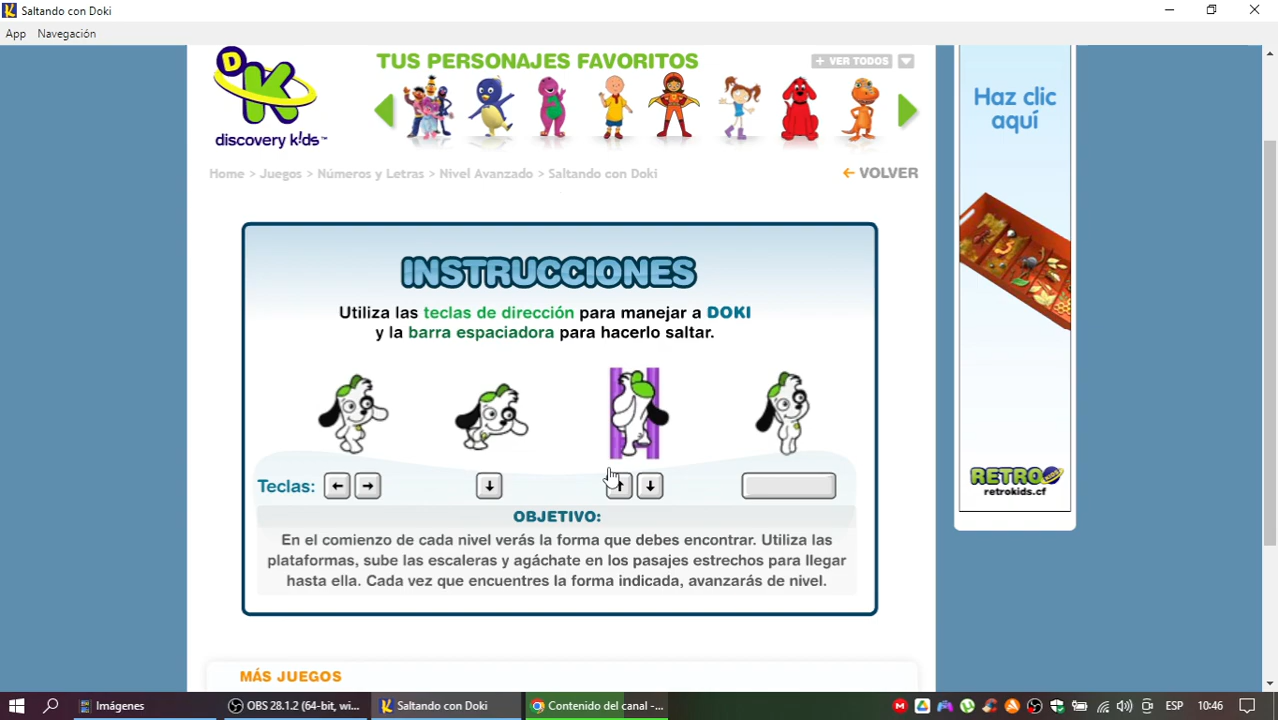 Saltando con Doki
App Navegación
TUS PERSONAJES FAVORITOS
+ VER TODOS
DK
discovery k!ds™
Home > Juegos > Números y Letras > Nivel Avanzado > Saltando con Doki
← VOLVER
Haz clic
aquí
INSTRUCCIONES
Utiliza las teclas de dirección para manejar a DOKI
y la barra espaciadora para hacerlo saltar.
Teclas: ← → ↓ ↑ ↓
OBJETIVO:
En el comienzo de cada nivel verás la forma que debes encontrar. Utiliza las
plataformas, sube las escaleras y agáchate en los pasajes estrechos para llegar
hasta ella. Cada vez que encuentres la forma indicada, avanzarás de nivel.
RETRO
retrokids.cf
MÁS JUEGOS
Imágenes
OBS 28.1.2 (64-bit, wi...
Saltando con Doki
Contenido del canal -...
ESP
10:46